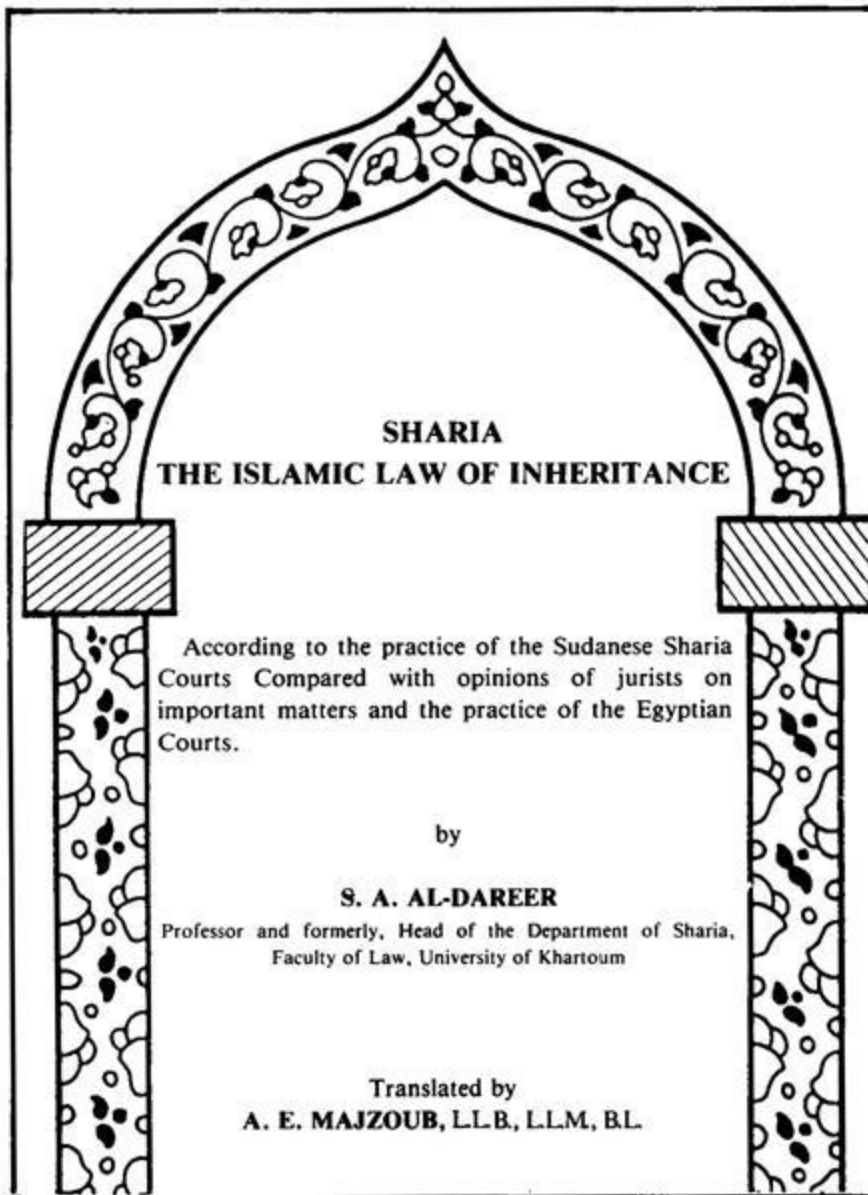 SHARIA
THE ISLAMIC LAW OF INHERITANCE
According to the practice of the Sudanese Sharia
Courts Compared with opinions of jurists on
important matters and the practice of the Egyptian
Courts.
by
S. A. AL-DAREER
Professor and formerly, Head of the Department of Sharia,
Faculty of Law, University of Khartoum
Translated by
A. E. MAJZOUB, L.L.B., L.L.M., B.L.